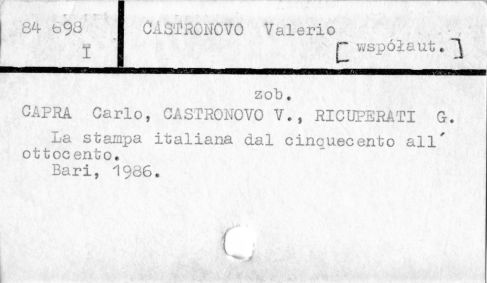 84 698 CASTRONOVO Valerio
I [współaut.]
zob.
CAPRA Carlo, CASTRONOVO V., RICUPERATI G.
La stampa italiana dal cinquecento all´
ottocento.
Bari, 1986.